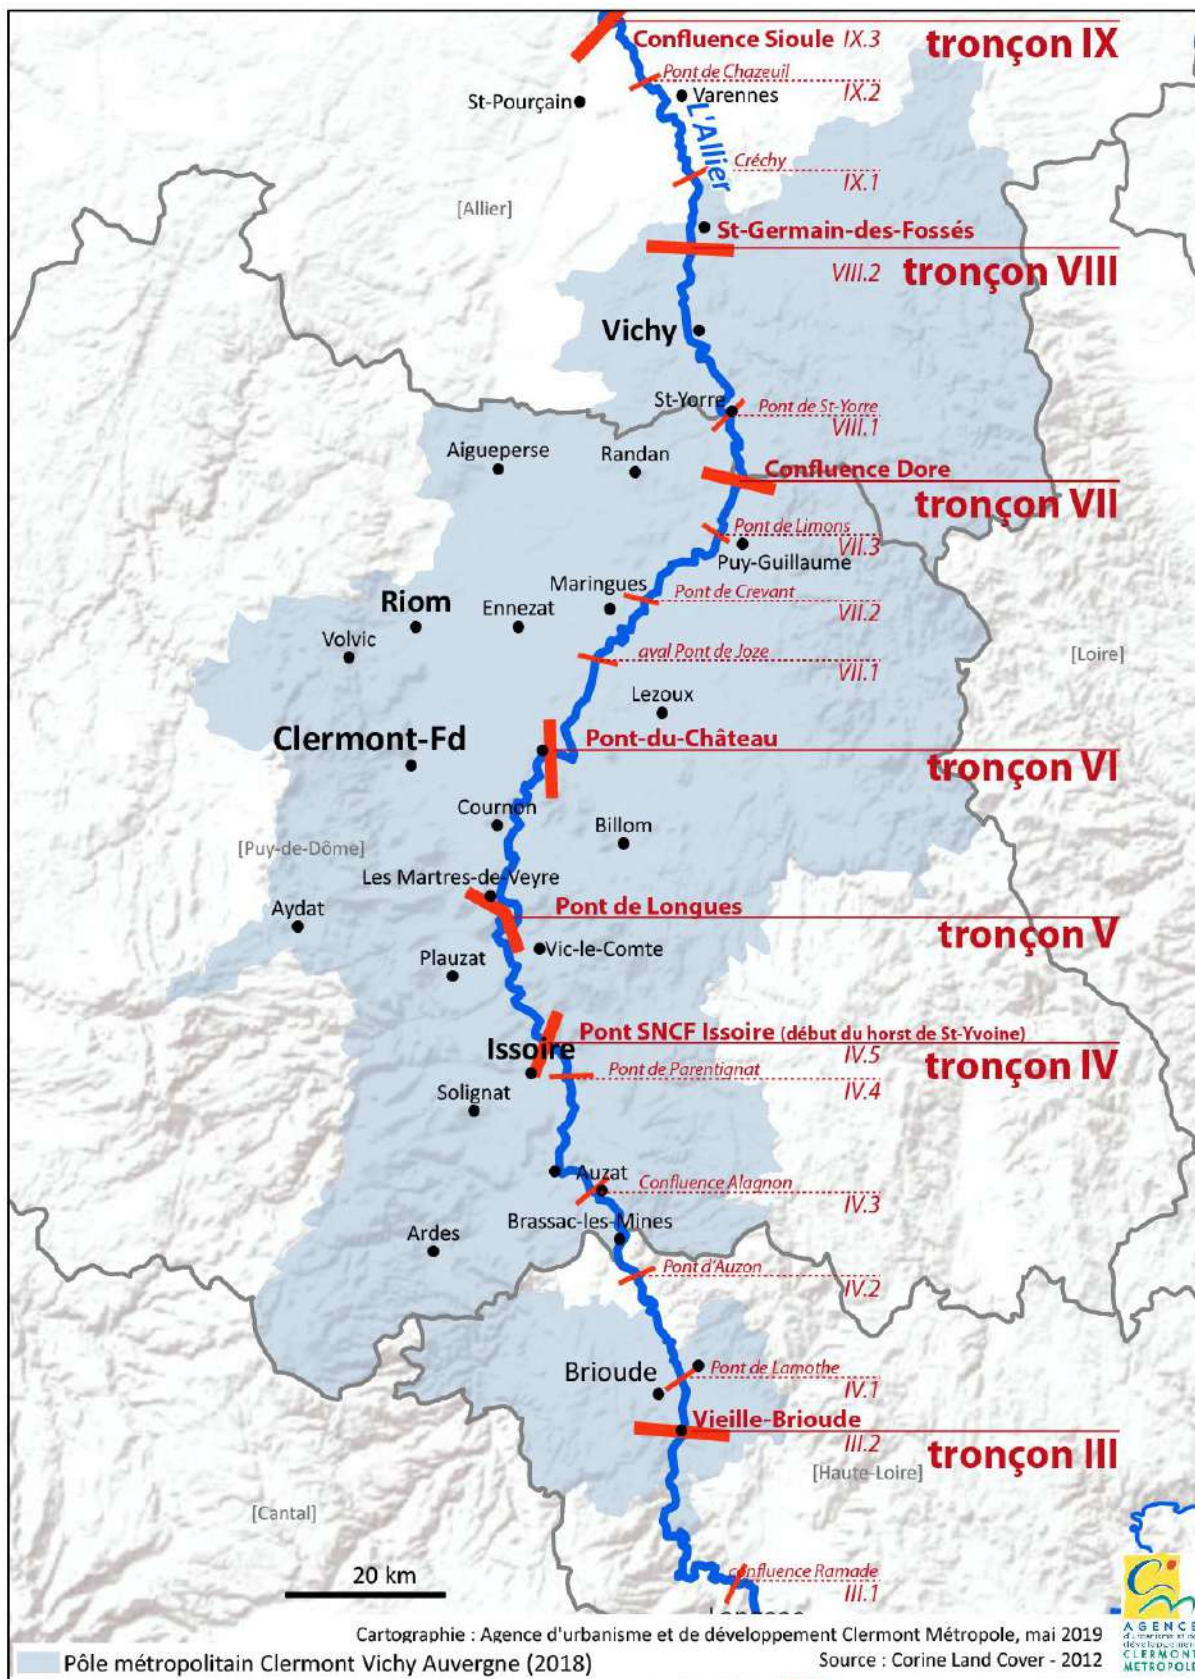 Confluence Sioule IX.3
tronçon IX
Pont de Chazeuil
IX.2
St-Pourçain
Varennes
L'Allier
Créchy
IX.1
[Allier]
St-Germain-des-Fossés
VIII.2
tronçon VIII
Vichy
St-Yorre
Pont de St-Yorre
VIII.1
Aigueperse
Randan
Confluence Dore
tronçon VII
Pont de Limons
VII.3
Puy-Guillaume
Maringues
Pont de Crevant
VII.2
Riom
Ennezat
Volvic
aval Pont de Joze
VII.1
[Loire]
Lezoux
Clermont-Fd
Pont-du-Château
tronçon VI
Cournon
Billom
[Puy-de-Dôme]
Les Martres-de-Veyre
Aydat
Pont de Longues
tronçon V
Plauzat
Vic-le-Comte
Pont SNCF Issoire (début du horst de St-Yvoine)
Issoire
IV.5
tronçon IV
Pont de Parentignat
IV.4
Solignat
Auzat
Confluence Alagnon
IV.3
Brassac-les-Mines
Ardes
Pont d'Auzon
IV.2
Brioude
Pont de Lamothe
IV.1
Vieille-Brioude
III.2
tronçon III
[Haute-Loire]
[Cantal]
confluence Ramade
III.1
20 km
Cartographie : Agence d'urbanisme et de développement Clermont Métropole, mai 2019
Source : Corine Land Cover - 2012
Pôle métropolitain Clermont Vichy Auvergne (2018)
AGENCE
d'urbanisme et de
développement
CLERMONT
METROPOLE